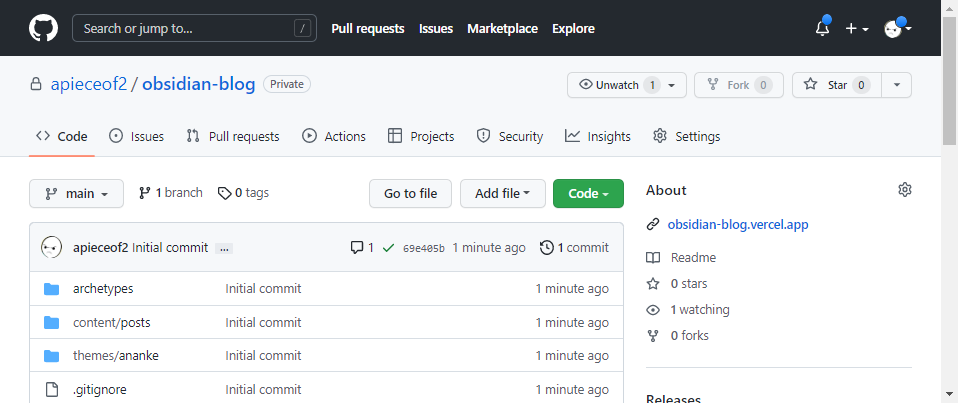 Search or jump to... /
Pull requests Issues Marketplace Explore
apieceof2 / obsidian-blog Private
Unwatch 1 Fork 0 Star 0
Code Issues Pull requests Actions Projects Security Insights Settings
main 1 branch 0 tags Go to file Add file Code
apieceof2 Initial commit ... 1 69e405b 1 minute ago 1 commit
archetypes Initial commit 1 minute ago
content/posts Initial commit 1 minute ago
themes/ananke Initial commit 1 minute ago
.gitignore Initial commit 1 minute ago
About
obsidian-blog.vercel.app
Readme
0 stars
1 watching
0 forks
Releases